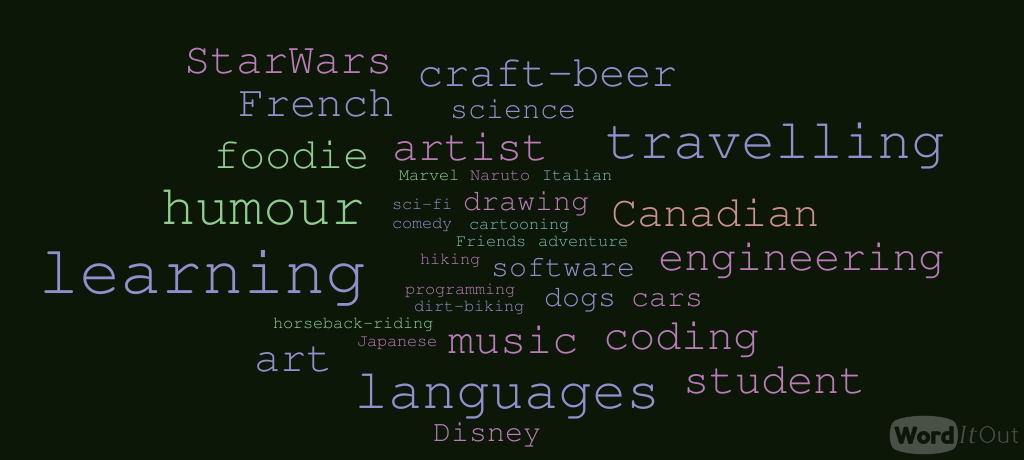 StarWars
craft-beer
French
science
travelling
foodie
artist
Marvel Naruto Italian
humour
sci-fi
drawing
Canadian
comedy
cartooning
Friends adventure
learning
hiking
software
engineering
programming
dogs
cars
dirt-biking
horseback-riding
Japanese
music
coding
art
languages
student
Disney
WordItOut